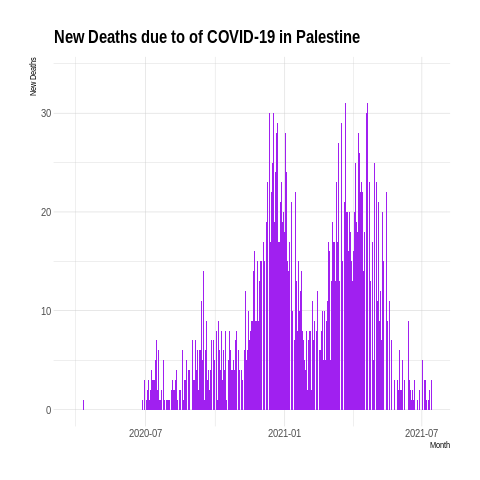 New Deaths due to of COVID-19 in Palestine
New Deaths
30
20
10
0
2020-07
2021-01
2021-07
Month